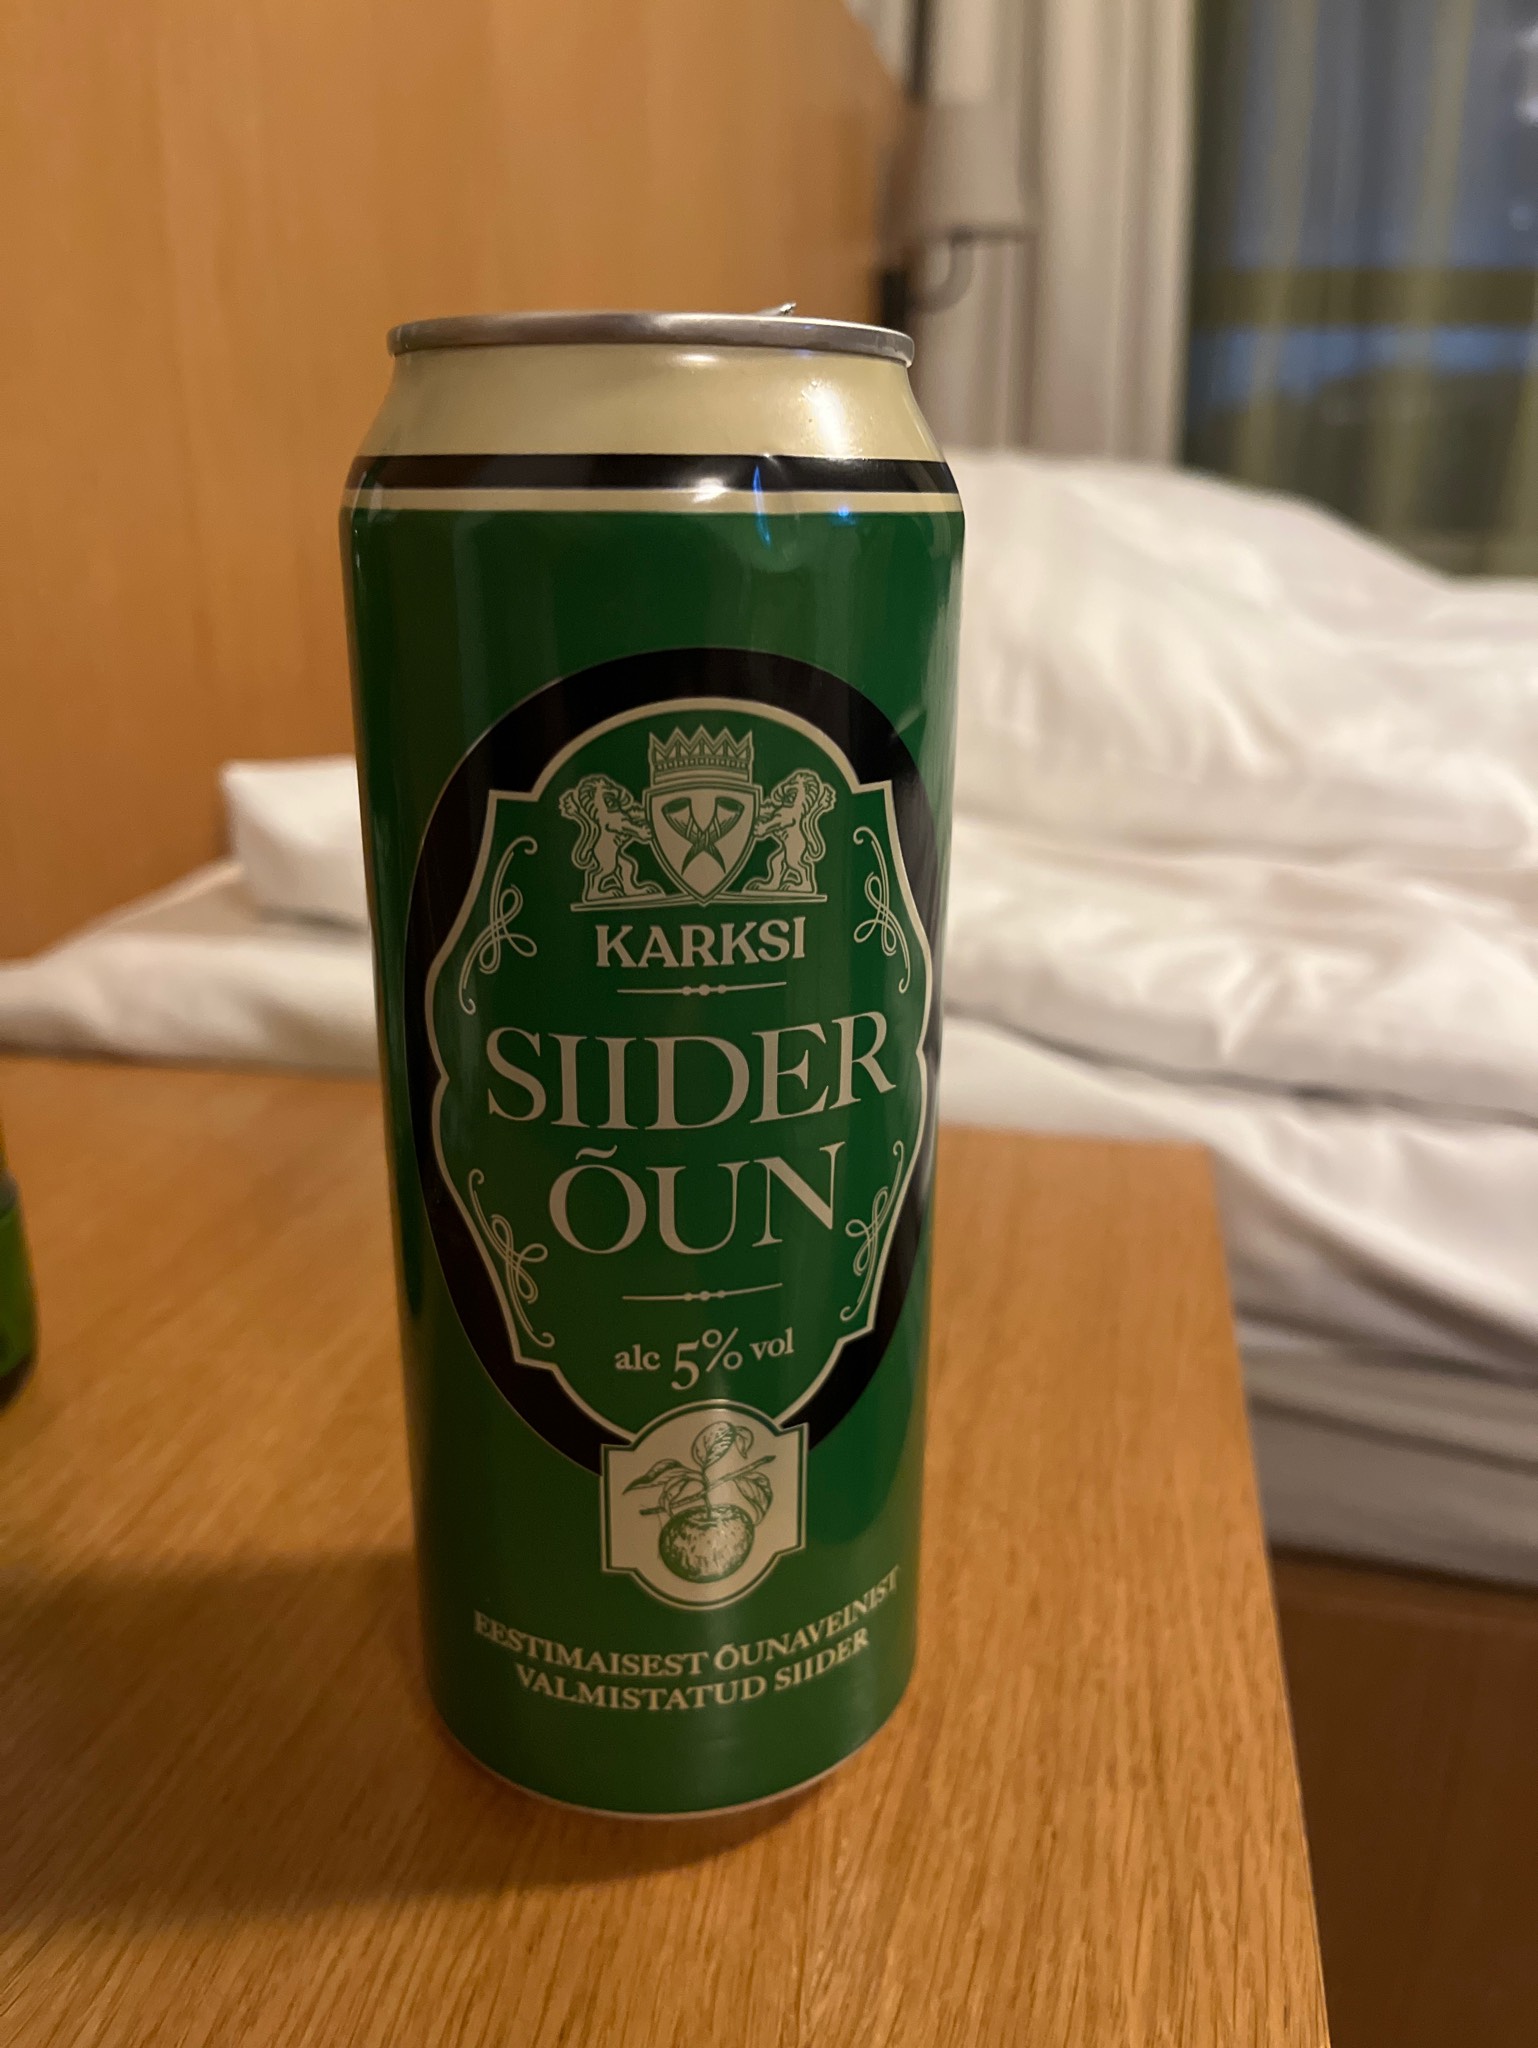 KARKSI
SIIDER
ÕUN
alc 5% vol
EESTIMAISEST ÕUNAVEINIST
VALMISTATUD SIIDER